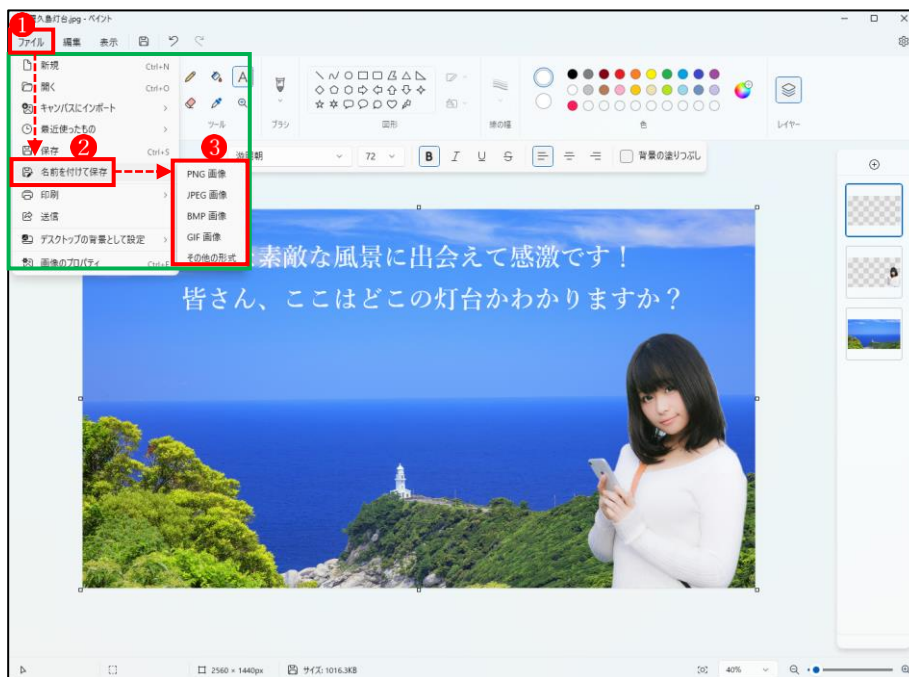 久島灯台.jpg - ペイント
ファイル 編集 表示
1
新規 Ctrl+N
開く Ctrl+O
キャンバスにインポート
最近使ったもの
保存 Ctrl+S
2
名前を付けて保存
印刷
送信
デスクトップの背景として設定
画像のプロパティ
3
PNG 画像
JPEG 画像
BMP 画像
GIF 画像
その他の形式
ツール
ブラシ
図形
線の幅
色
レイヤー
72
B I U S
背景の塗りつぶし
素敵な風景に出会えて感激です！
皆さん、ここはどこの灯台かわかりますか？
2560 × 1440px
サイズ: 1016.3KB
40%